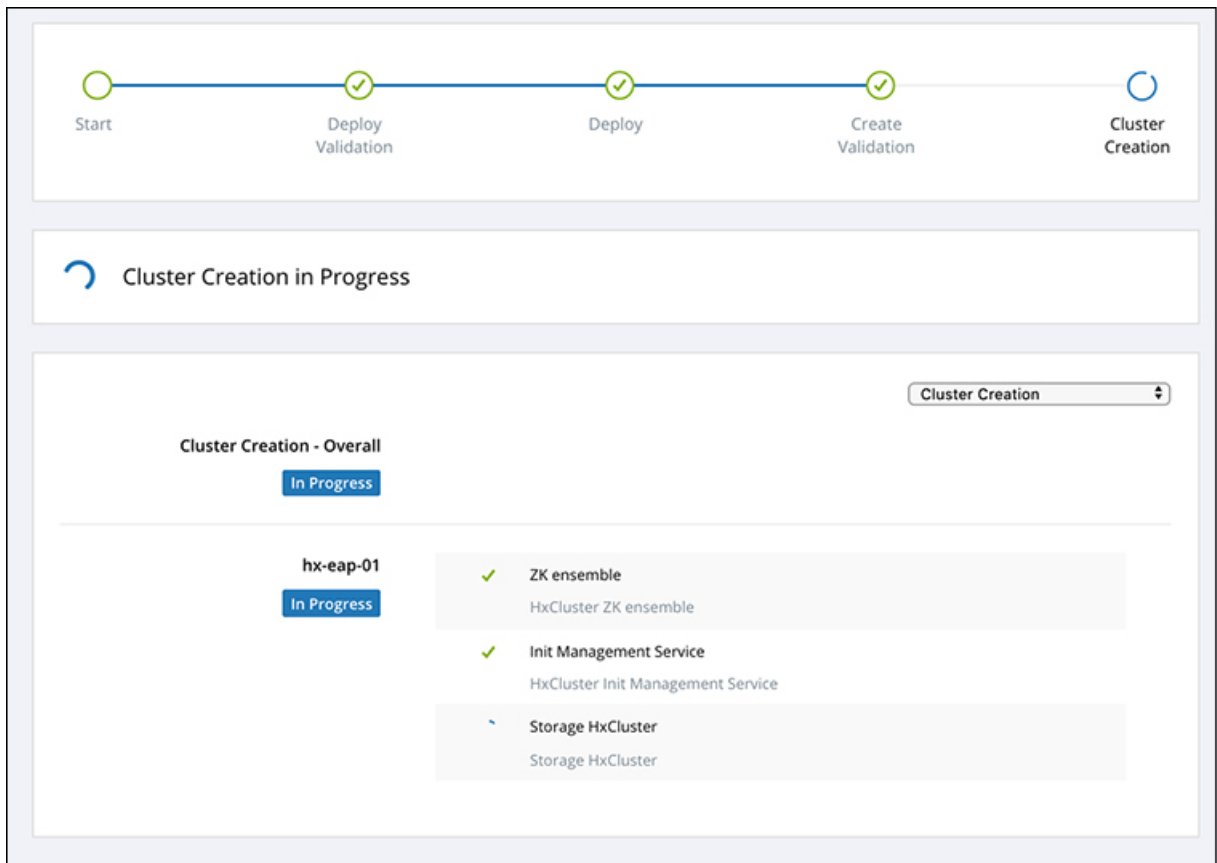 Start
Deploy
Validation
Deploy
Create
Validation
Cluster
Creation
Cluster Creation in Progress
Cluster Creation
Cluster Creation - Overall
In Progress
hx-eap-01
In Progress
ZK ensemble
HxCluster ZK ensemble
Init Management Service
HxCluster Init Management Service
Storage HxCluster
Storage HxCluster